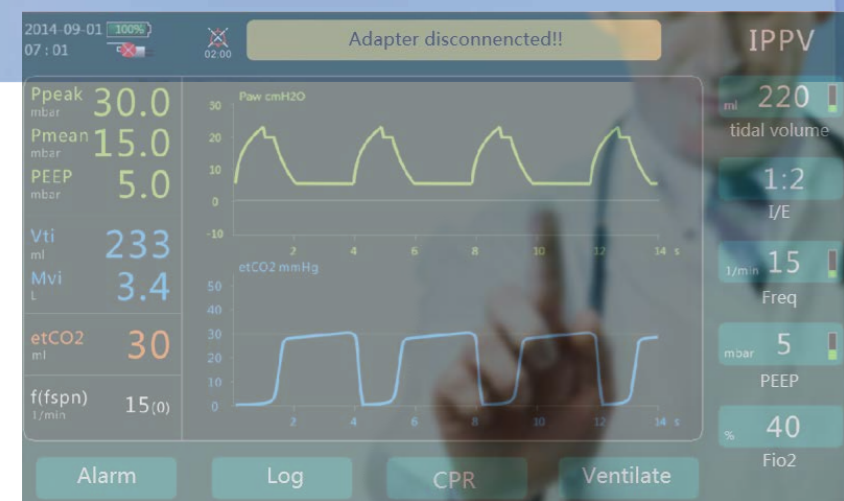 2014-09-01 100%
07 : 01
02:00
Adapter disconnencted!!
IPPV
Ppeak 30.0
mbar
Pmean 15.0
mbar
PEEP 5.0
mbar
Vti 233
ml
Mvi 3.4
L
etCO2 30
ml
f(fspn) 15(0)
1/min
Paw cmH2O
30
20
10
0
-10
2 4 6 8 10 12 14 s
etCO2 mmHg
50
40
30
20
10
0
2 4 6 8 10 12 14 s
ml 220
tidal volume
1:2
I/E
1/min 15
Freq
mbar 5
PEEP
% 40
Fio2
Alarm Log CPR Ventilate